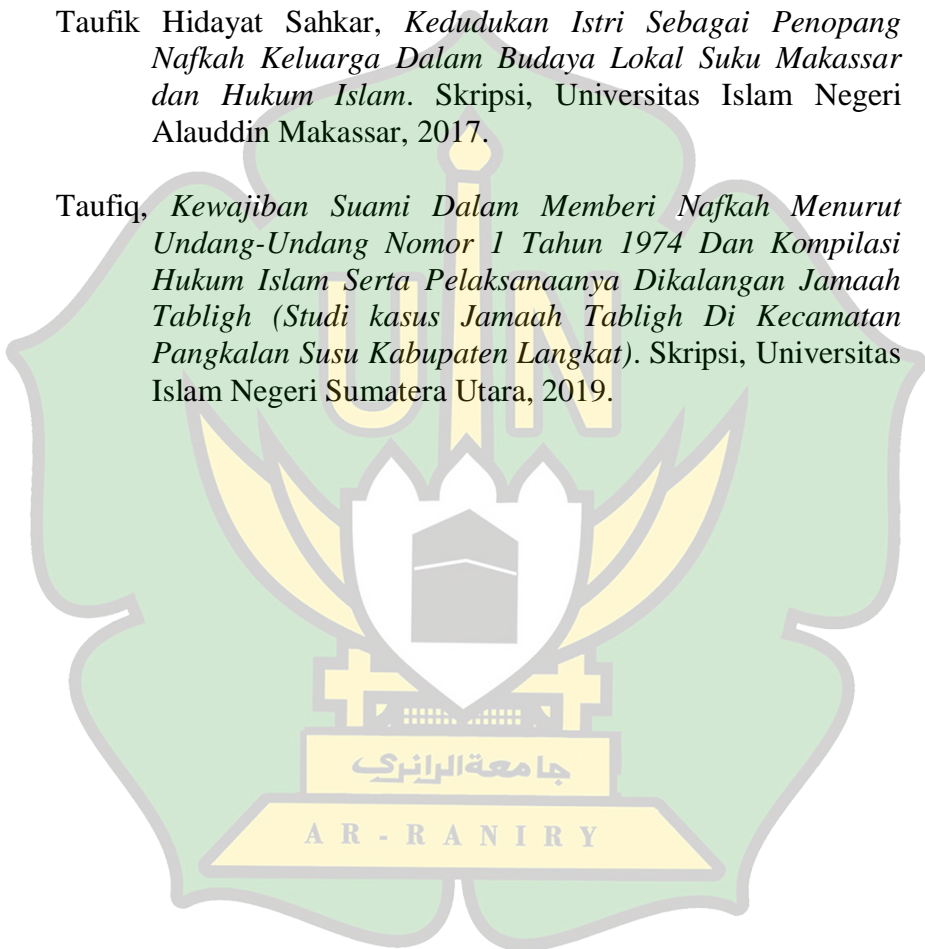 Taufik Hidayat Sahkar, Kedudukan Istri Sebagai Penopang
Nafkah Keluarga Dalam Budaya Lokal Suku Makassar
dan Hukum Islam. Skripsi, Universitas Islam Negeri
Alauddin Makassar, 2017.
Taufiq, Kewajiban Suami Dalam Memberi Nafkah Menurut
Undang-Undang Nomor 1 Tahun 1974 Dan Kompilasi
Hukum Islam Serta Pelaksanaanya Dikalangan Jamaah
Tabligh (Studi kasus Jamaah Tabligh Di Kecamatan
Pangkalan Susu Kabupaten Langkat). Skripsi, Universitas
Islam Negeri Sumatera Utara, 2019.
UIN
جامعة الرانري
AR-RANIRY